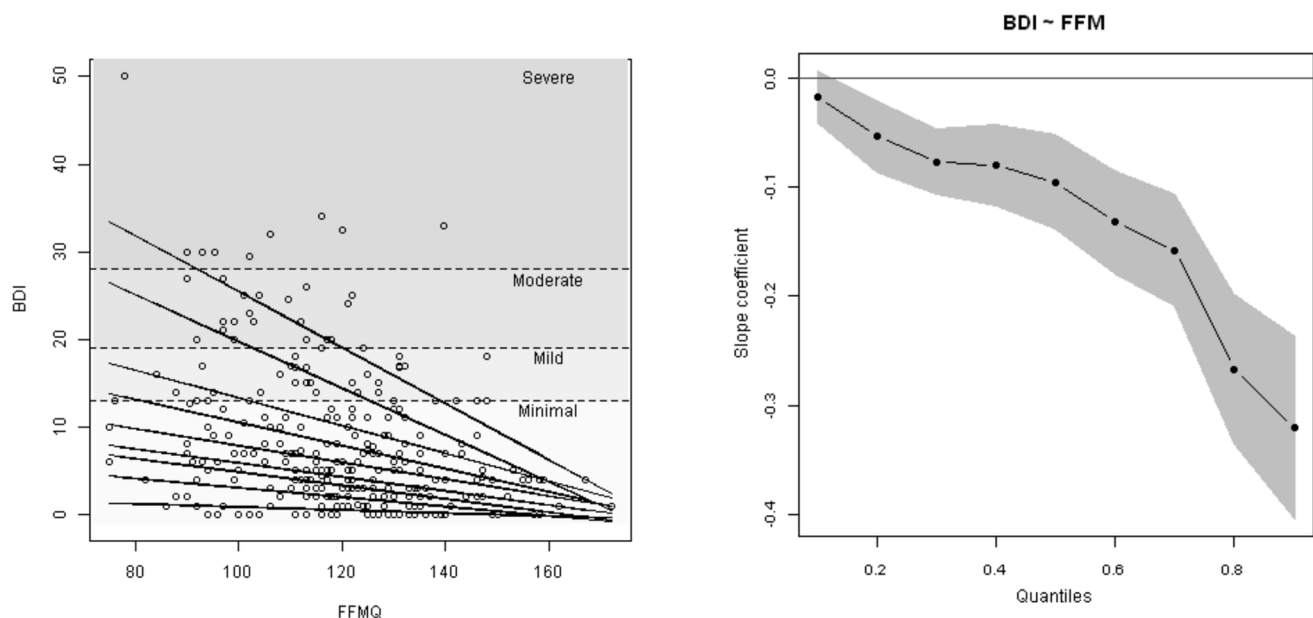 BDI
50
40
30
20
10
0
Severe
Moderate
Mild
Minimal
80 100 120 140 160
FFMQ
BDI ~ FFM
Slope coefficient
0.0
-0.1
-0.2
-0.3
-0.4
0.2 0.4 0.6 0.8
Quantiles